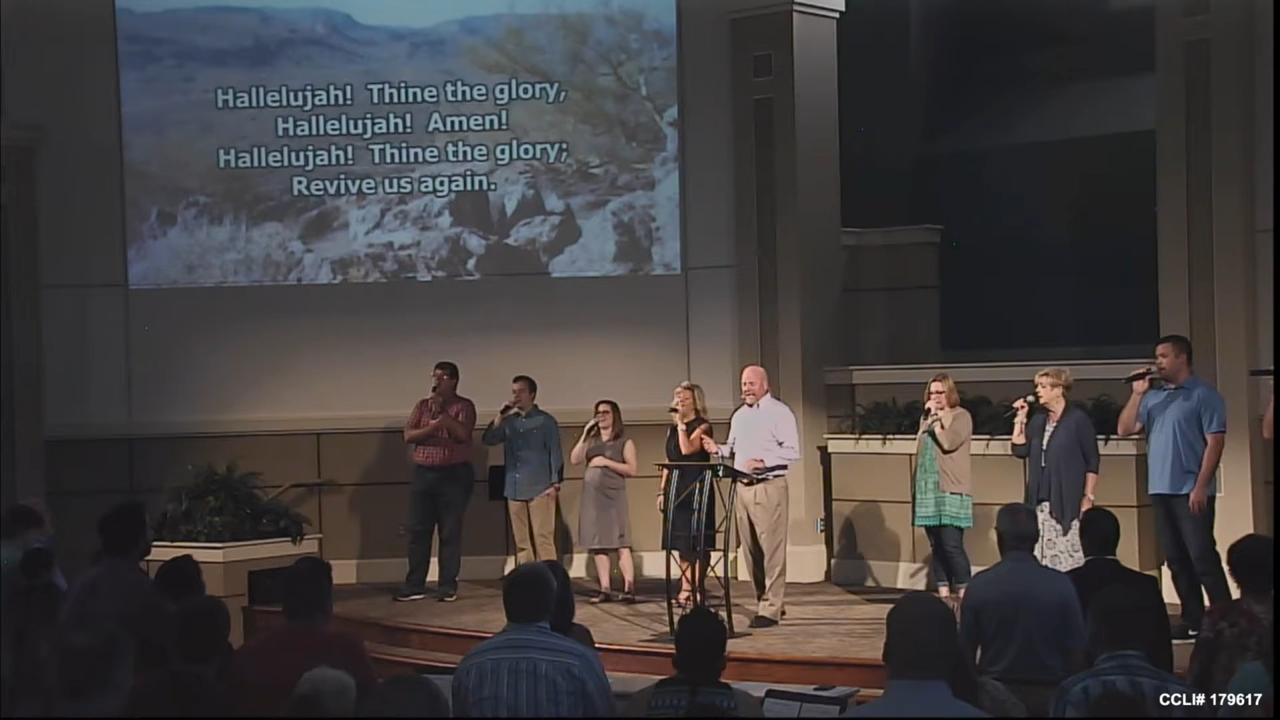 Hallelujah!  Thine the glory,
Hallelujah!  Amen!
Hallelujah!  Thine the glory;
Revive us again.
CCLI# 179617